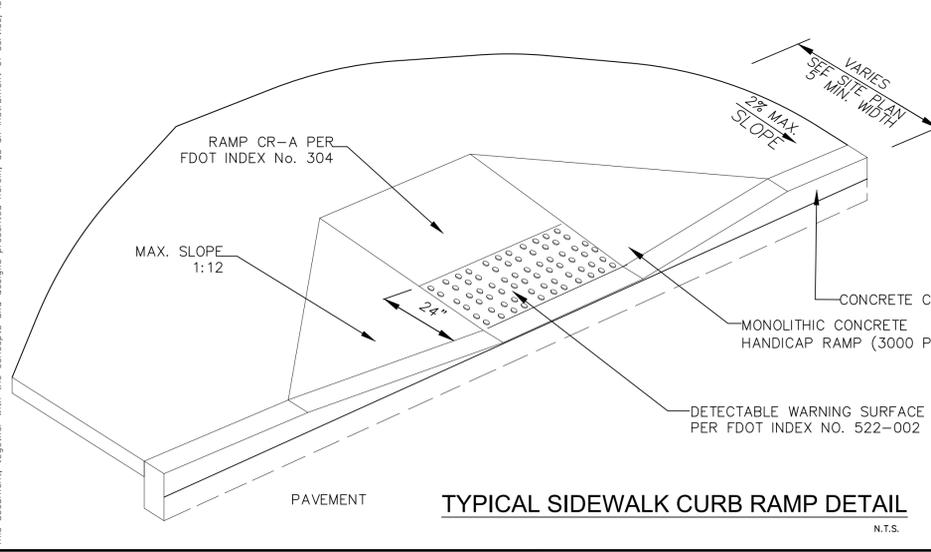 VARIES
SEE SITE PLAN
5' MIN. WIDTH
2% MAX.
SLOPE
RAMP CR-A PER
FDOT INDEX No. 304
MAX. SLOPE
1:12
24"
CONCRETE C
MONOLITHIC CONCRETE
HANDICAP RAMP (3000 P
DETECTABLE WARNING SURFACE
PER FDOT INDEX NO. 522-002
PAVEMENT
TYPICAL SIDEWALK CURB RAMP DETAIL
N.T.S.